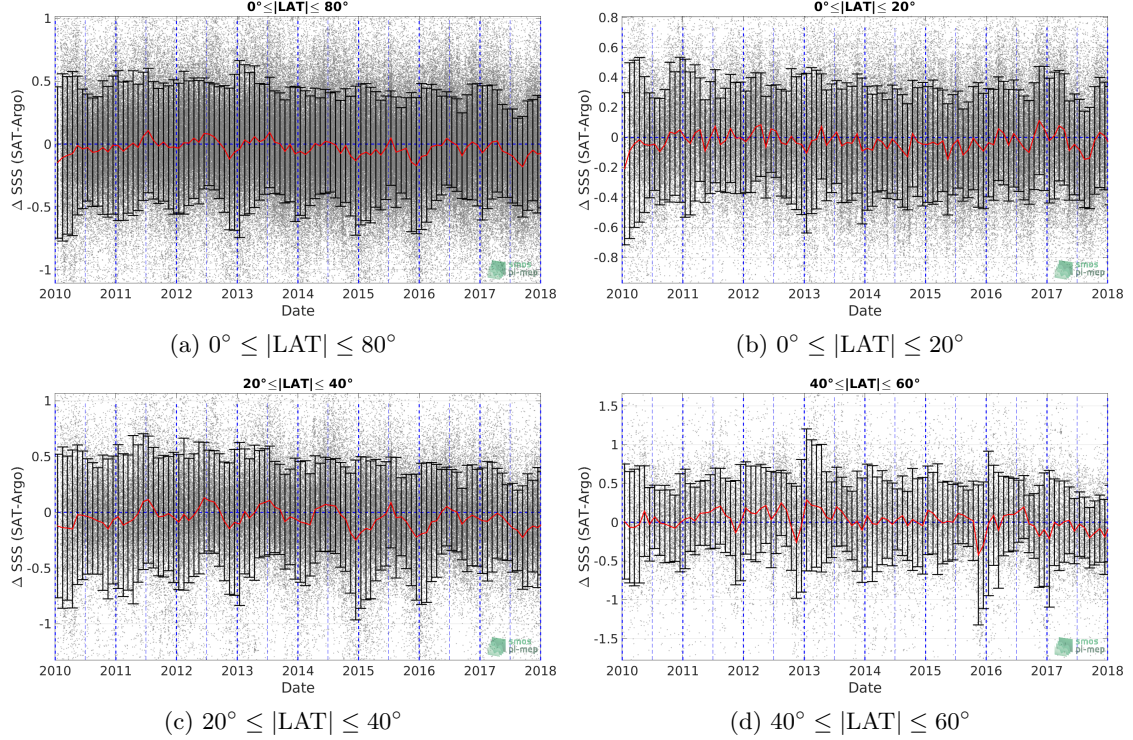 0°≤|LAT|≤ 80°
Δ SSS (SAT-Argo)
1
0.5
0
-0.5
-1
2010 2011 2012 2013 2014 2015 2016 2017 2018
Date
smos
pi-mep
(a) 0° ≤ |LAT| ≤ 80°
0°≤|LAT|≤ 20°
Δ SSS (SAT-Argo)
0.8
0.6
0.4
0.2
0
-0.2
-0.4
-0.6
-0.8
2010 2011 2012 2013 2014 2015 2016 2017 2018
Date
smos
pi-mep
(b) 0° ≤ |LAT| ≤ 20°
20°≤|LAT|≤ 40°
Δ SSS (SAT-Argo)
1
0.5
0
-0.5
-1
2010 2011 2012 2013 2014 2015 2016 2017 2018
Date
smos
pi-mep
(c) 20° ≤ |LAT| ≤ 40°
40°≤|LAT|≤ 60°
Δ SSS (SAT-Argo)
1.5
1
0.5
0
-0.5
-1
-1.5
2010 2011 2012 2013 2014 2015 2016 2017 2018
Date
smos
pi-mep
(d) 40° ≤ |LAT| ≤ 60°